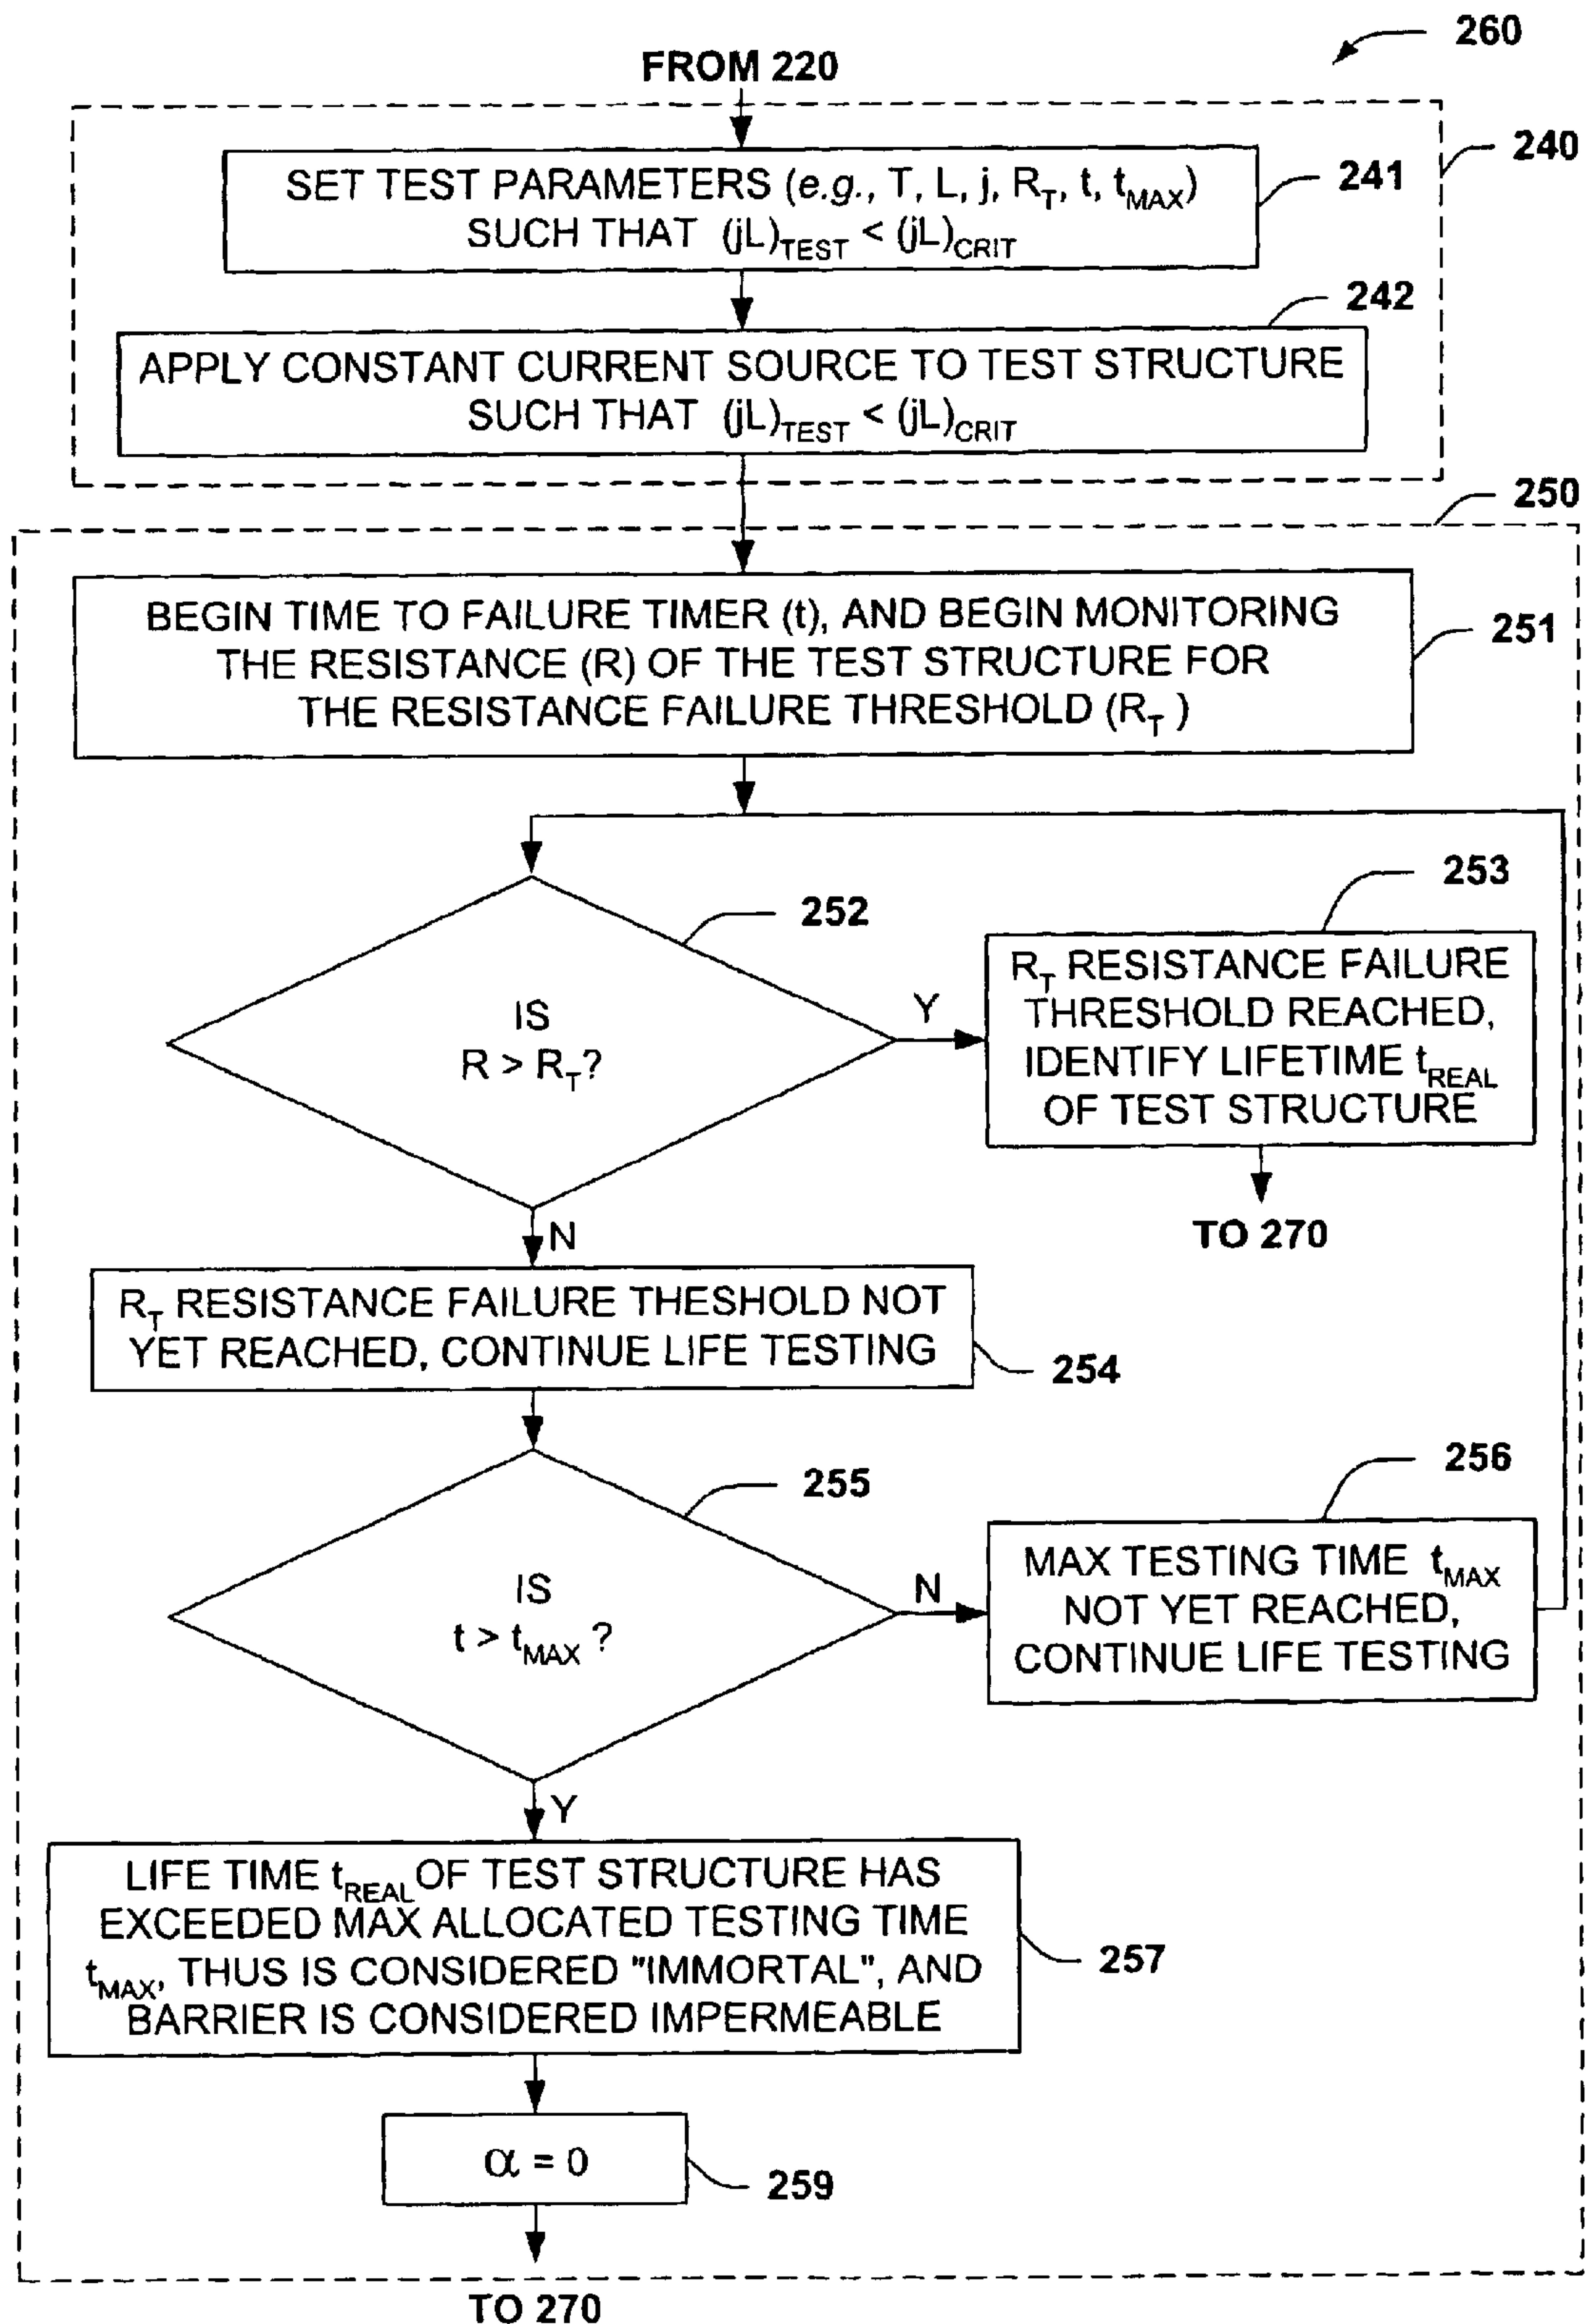 260
FROM 220
240
SET TEST PARAMETERS (e.g., T, L, j, R_T, t, t_MAX)
SUCH THAT (jL)_TEST < (jL)_CRIT
241
242
APPLY CONSTANT CURRENT SOURCE TO TEST STRUCTURE
SUCH THAT (jL)_TEST < (jL)_CRIT
250
BEGIN TIME TO FAILURE TIMER (t), AND BEGIN MONITORING
THE RESISTANCE (R) OF THE TEST STRUCTURE FOR
THE RESISTANCE FAILURE THRESHOLD (R_T )
251
252
IS
R > R_T?
Y
253
R_T RESISTANCE FAILURE
THRESHOLD REACHED,
IDENTIFY LIFETIME t_REAL
OF TEST STRUCTURE
TO 270
N
R_T RESISTANCE FAILURE THESHOLD NOT
YET REACHED, CONTINUE LIFE TESTING
254
255
IS
t > t_MAX ?
N
256
MAX TESTING TIME t_MAX
NOT YET REACHED,
CONTINUE LIFE TESTING
Y
LIFE TIME t_REAL OF TEST STRUCTURE HAS
EXCEEDED MAX ALLOCATED TESTING TIME
t_MAX, THUS IS CONSIDERED "IMMORTAL", AND
BARRIER IS CONSIDERED IMPERMEABLE
257
α = 0
259
TO 270